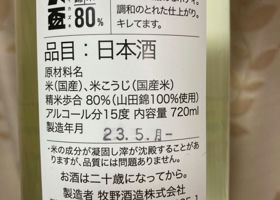 80%
調和のとれた仕上がり。
キレてます。
品目：日本酒
原材料名
米(国産)、米こうじ(国産米)
精米歩合 80%(山田錦100%使用)
アルコール分15度 内容量 720ml
製造年月 23.5月-
・米の成分が凝固し滓が沈殿することがあり
ますが、品質には問題ありません。
お酒は二十歳になってから。
製造者 牧野酒造株式会社